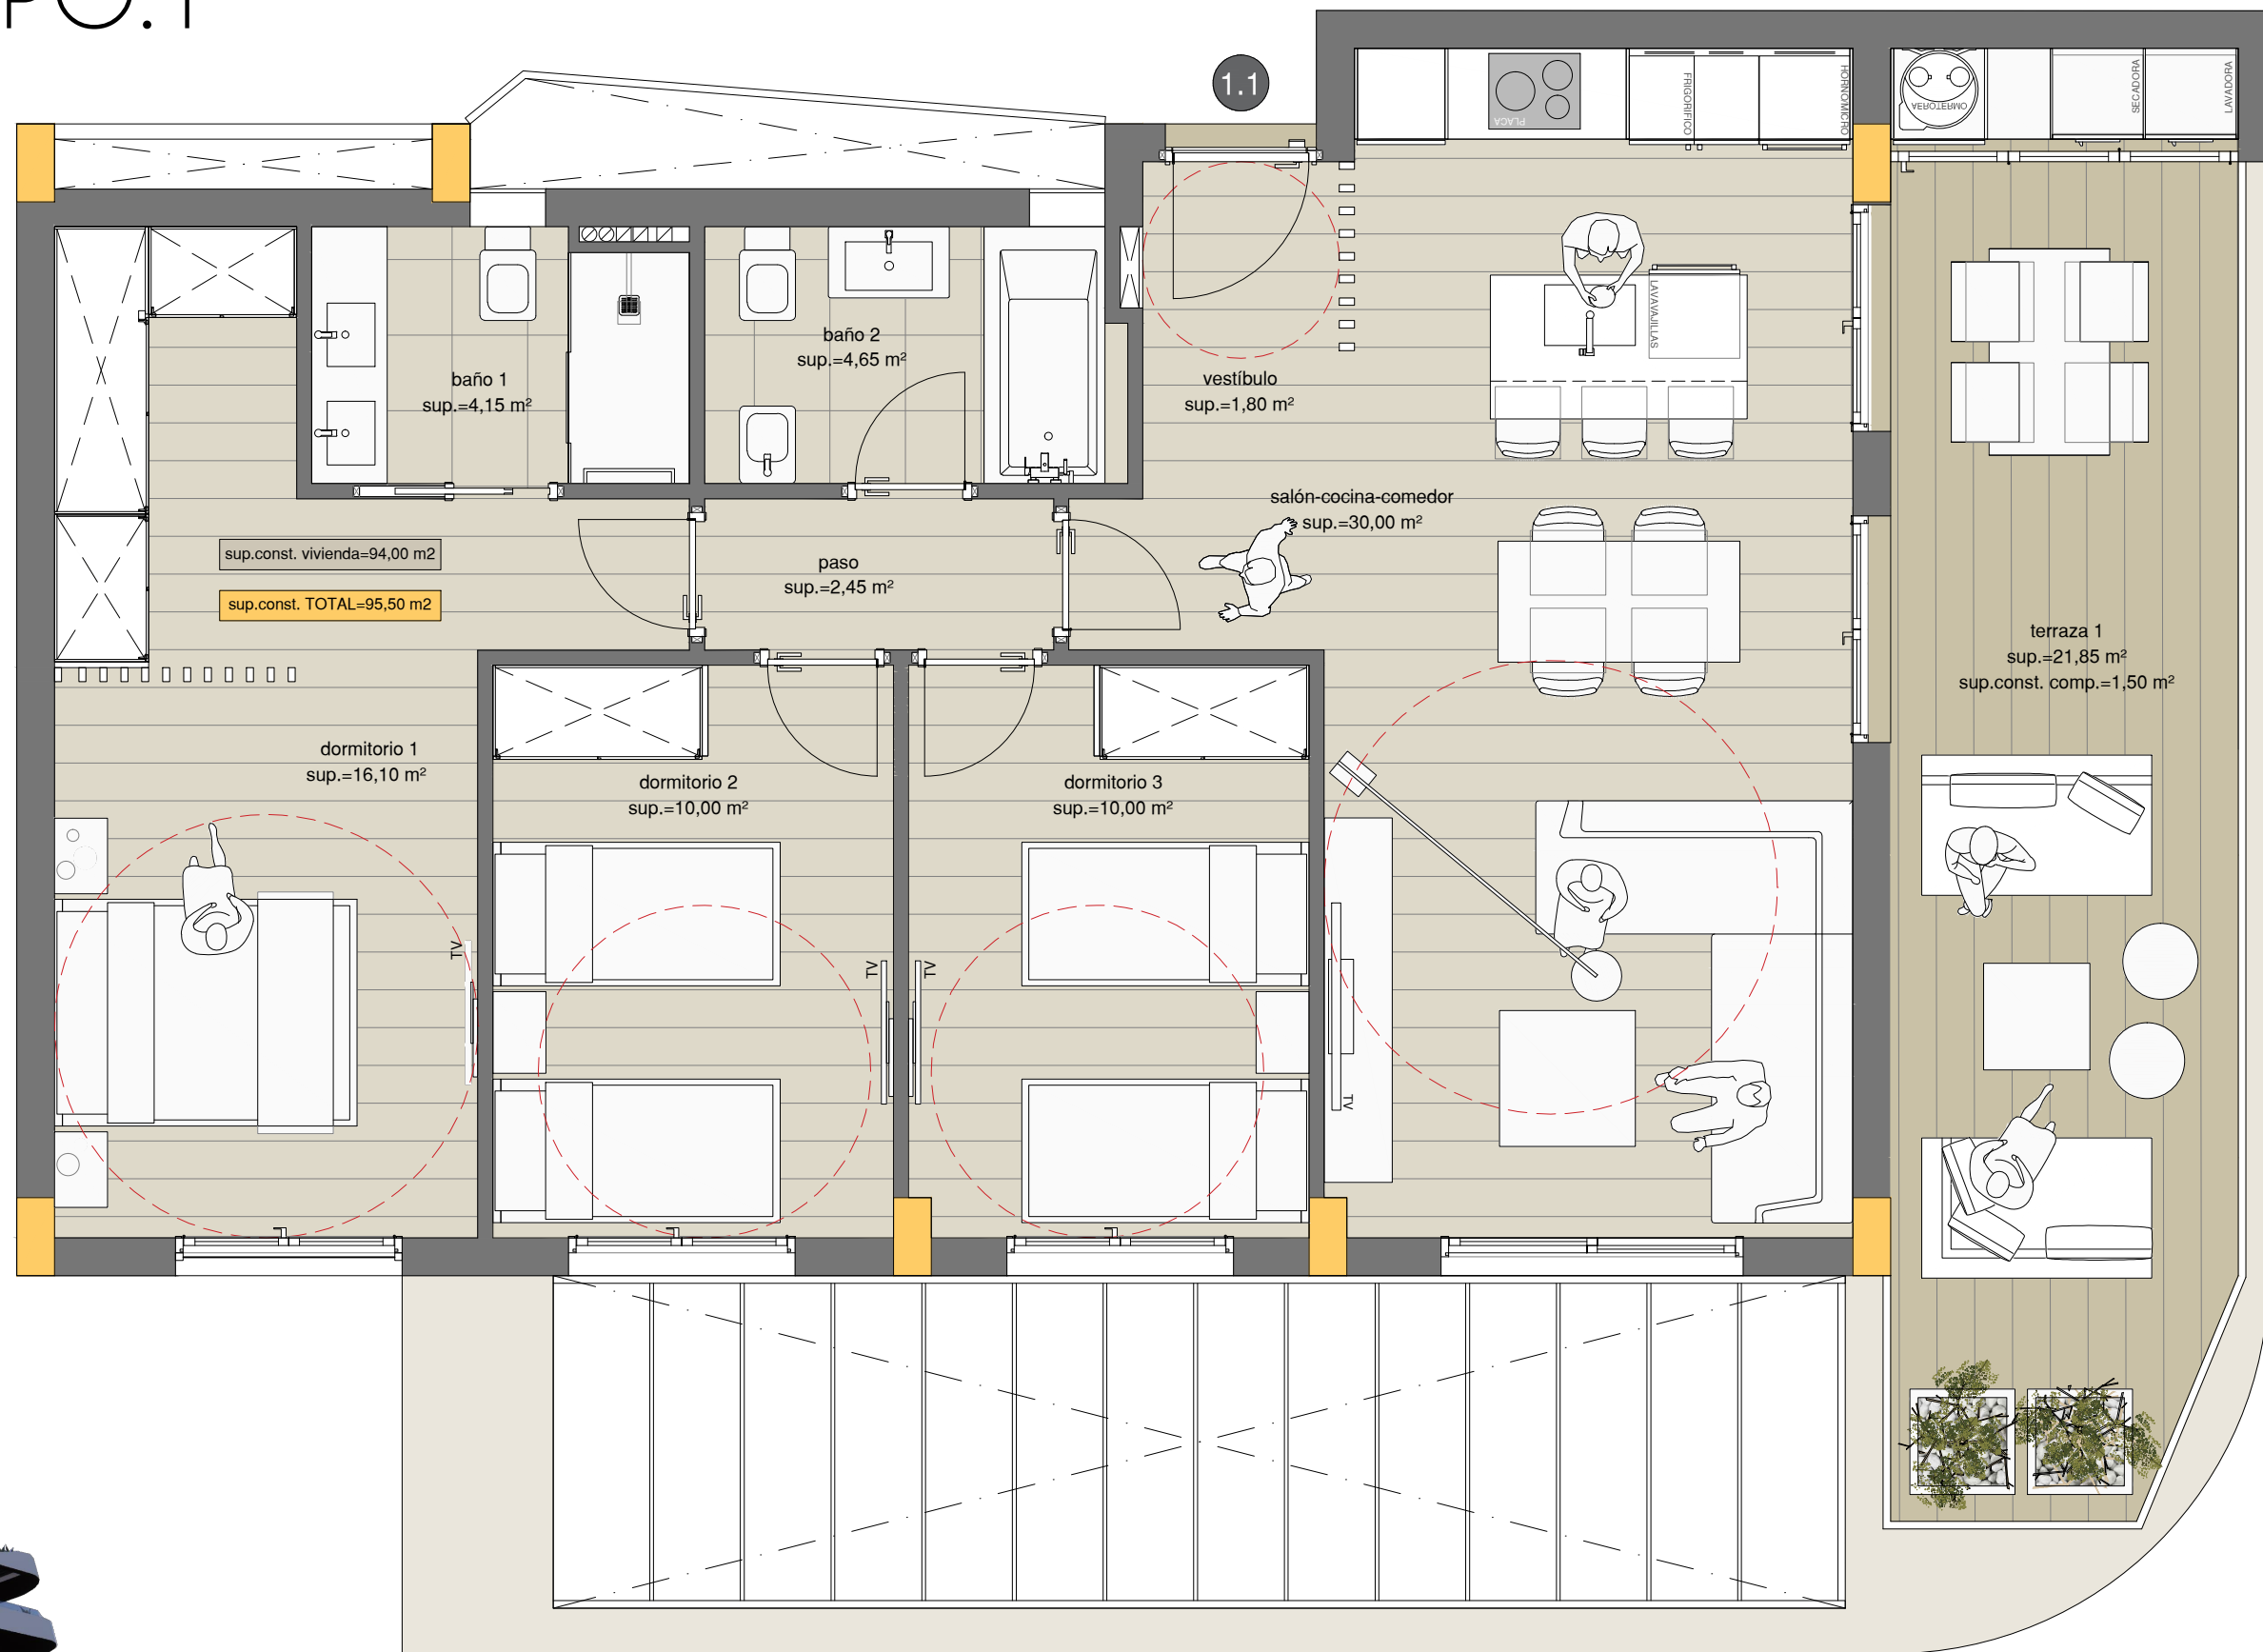 PO.1
1.1
PLACA
FRIGORIFICO
HORNO/MICRO
AEROTERMO
SECADORA
LAVADORA
LAVAVAJILLAS
baño 2
sup.=4,65 m²
baño 1
sup.=4,15 m²
vestíbulo
sup.=1,80 m²
salón-cocina-comedor
sup.=30,00 m²
sup.const. vivienda=94,00 m2
sup.const. TOTAL=95,50 m2
paso
sup.=2,45 m²
terraza 1
sup.=21,85 m²
sup.const. comp.=1,50 m²
dormitorio 1
sup.=16,10 m²
dormitorio 2
sup.=10,00 m²
dormitorio 3
sup.=10,00 m²
TV
TV
TV
TV